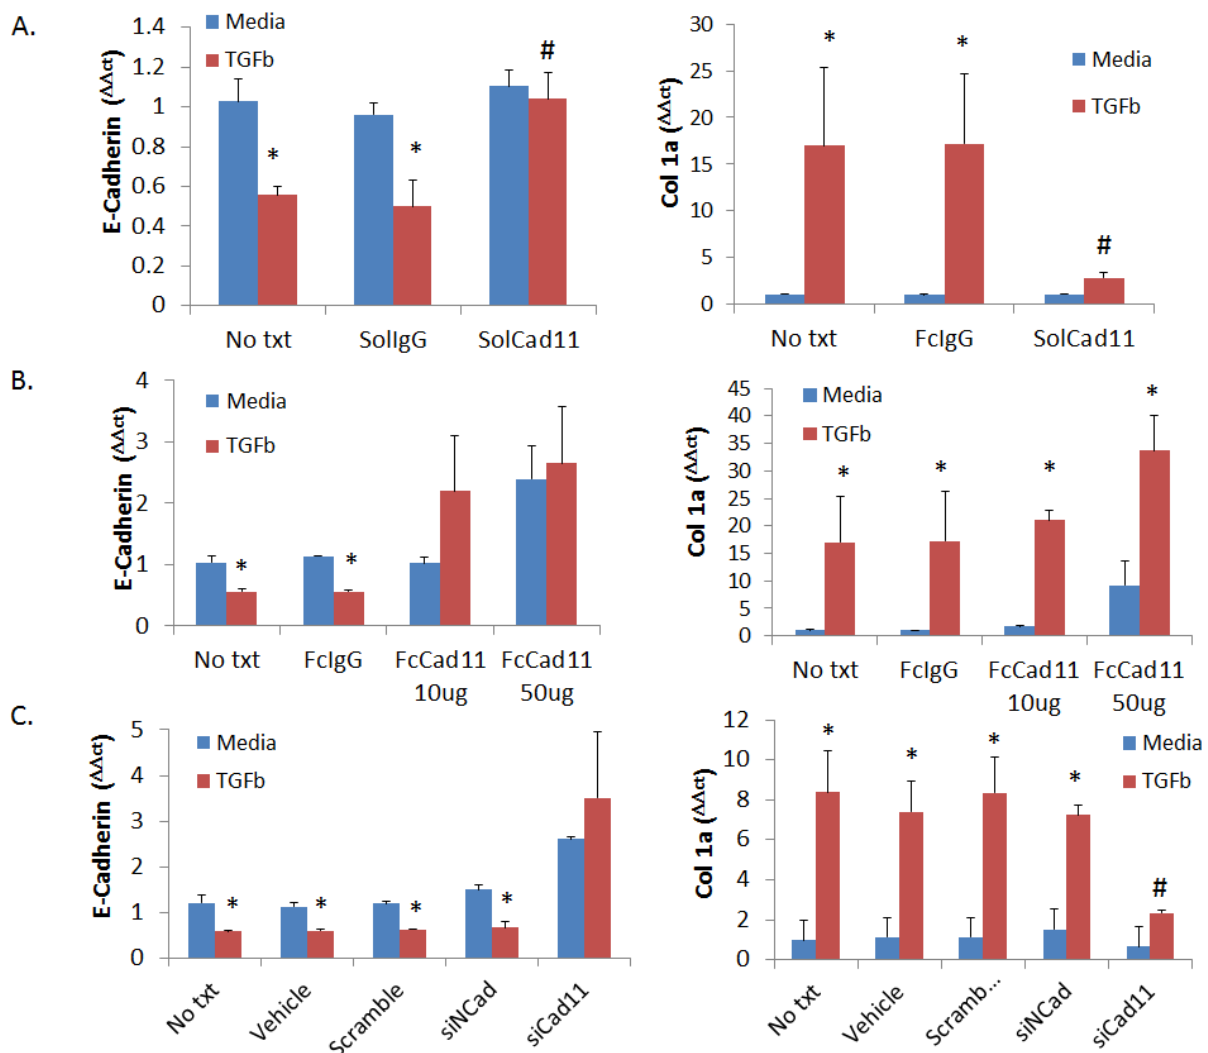 A.
E-Cadherin (ΔΔct)
1.4
1.2
1
0.8
0.6
0.4
0.2
0
Media
TGFb
*
*
#
No txt
SolIgG
SolCad11
Col 1a (ΔΔct)
30
25
20
15
10
5
0
*
*
#
Media
TGFb
No txt
FcIgG
SolCad11
B.
E-Cadherin (ΔΔct)
4
3
2
1
0
Media
TGFb
*
*
No txt
FcIgG
FcCad11
10ug
FcCad11
50ug
Col 1a (ΔΔct)
45
40
35
30
25
20
15
10
5
0
Media
TGFb
*
*
*
*
No txt
FcIgG
FcCad11
10ug
FcCad11
50ug
C.
E-Cadherin (ΔΔct)
5
4
3
2
1
0
Media
TGFb
*
*
*
*
No txt
Vehicle
Scramble
siNCad
siCad11
Col 1a (ΔΔct)
12
10
8
6
4
2
0
*
*
*
*
#
Media
TGFb
No txt
Vehicle
Scramb...
siNCad
siCad11